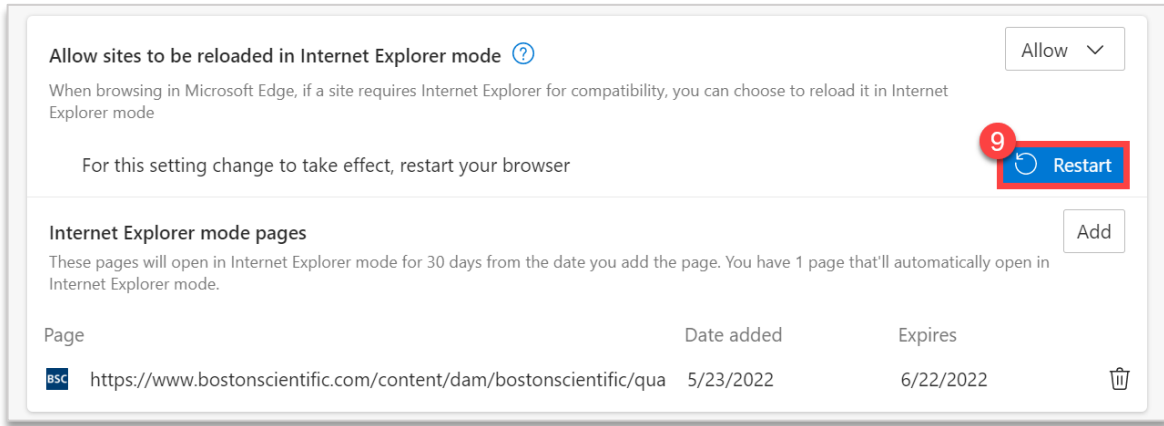 Allow sites to be reloaded in Internet Explorer mode ?
Allow
When browsing in Microsoft Edge, if a site requires Internet Explorer for compatibility, you can choose to reload it in Internet
Explorer mode
9
For this setting change to take effect, restart your browser
Restart
Internet Explorer mode pages
Add
These pages will open in Internet Explorer mode for 30 days from the date you add the page. You have 1 page that'll automatically open in
Internet Explorer mode.
Page Date added Expires
BSC https://www.bostonscientific.com/content/dam/bostonscientific/qua 5/23/2022 6/22/2022